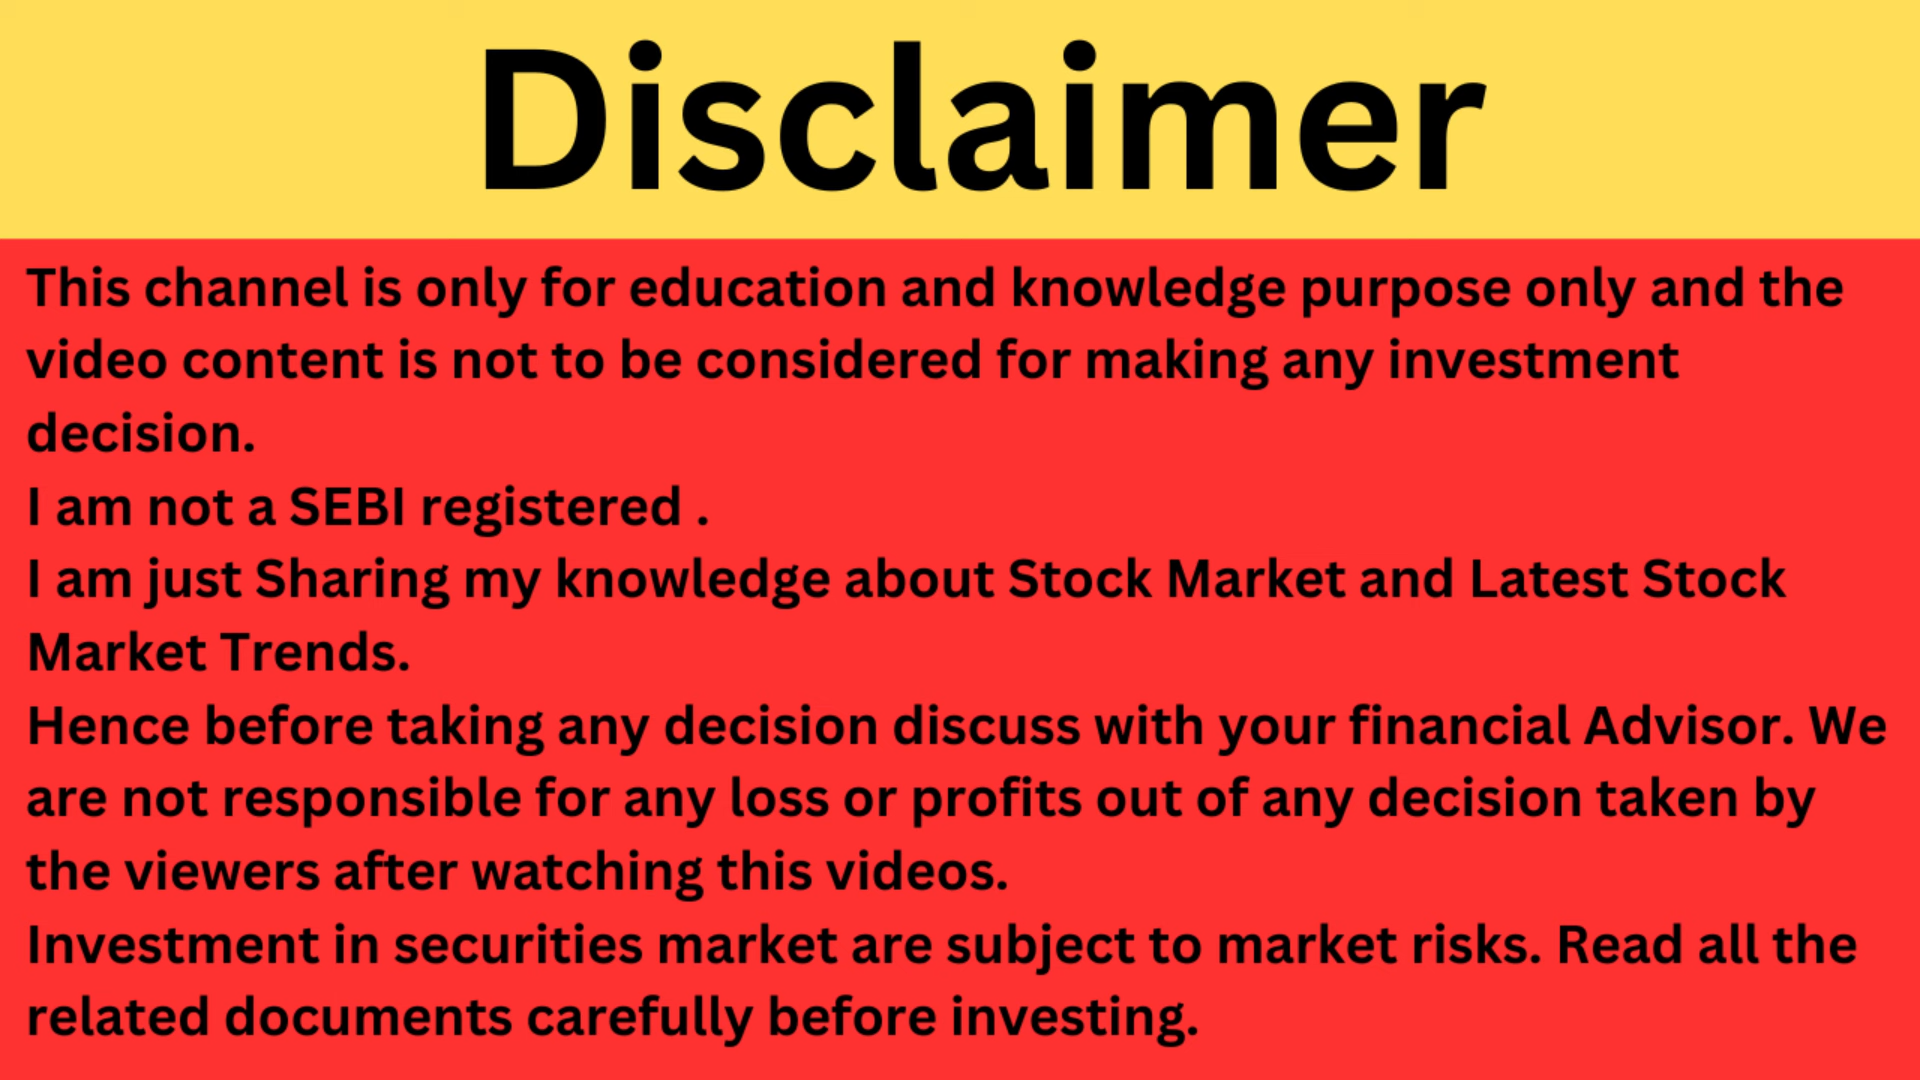 Disclaimer
This channel is only for education and knowledge purpose only and the
video content is not to be considered for making any investment
decision.
I am not a SEBI registered .
I am just Sharing my knowledge about Stock Market and Latest Stock
Market Trends.
Hence before taking any decision discuss with your financial Advisor. We
are not responsible for any loss or profits out of any decision taken by
the viewers after watching this videos.
Investment in securities market are subject to market risks. Read all the
related documents carefully before investing.